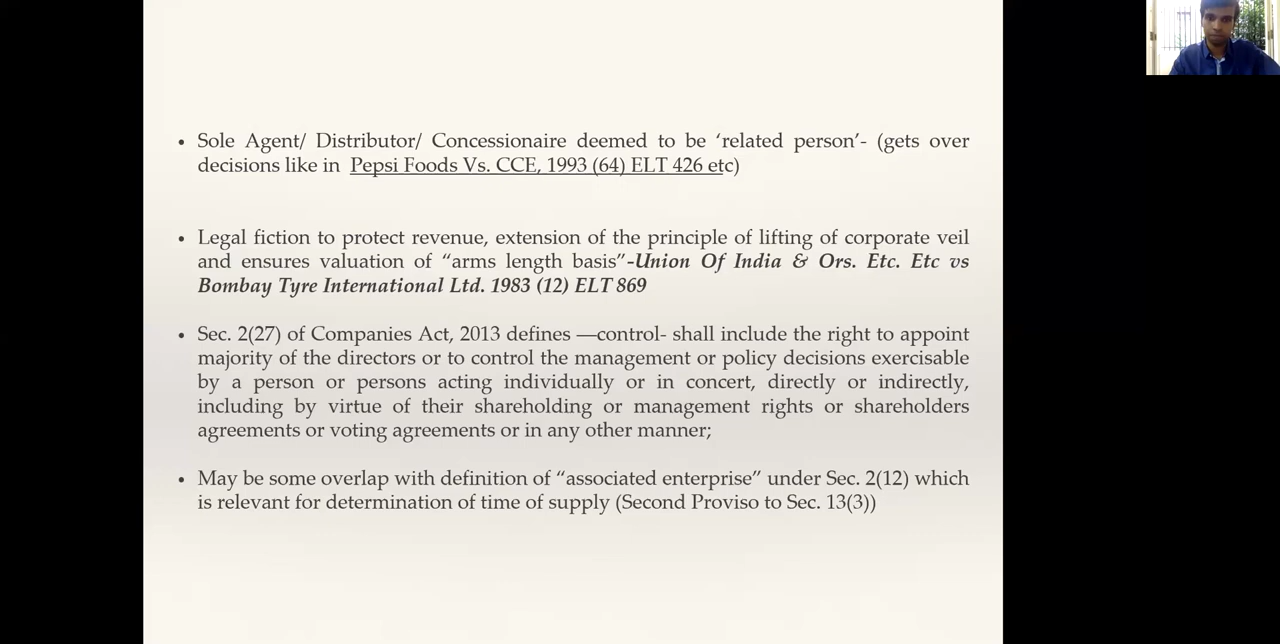 • Sole Agent/ Distributor/ Concessionaire deemed to be ‘related person’- (gets over
decisions like in Pepsi Foods Vs. CCE, 1993 (64) ELT 426 etc)
• Legal fiction to protect revenue, extension of the principle of lifting of corporate veil
and ensures valuation of “arms length basis”-Union Of India & Ors. Etc. Etc vs
Bombay Tyre International Ltd. 1983 (12) ELT 869
• Sec. 2(27) of Companies Act, 2013 defines —control- shall include the right to appoint
majority of the directors or to control the management or policy decisions exercisable
by a person or persons acting individually or in concert, directly or indirectly,
including by virtue of their shareholding or management rights or shareholders
agreements or voting agreements or in any other manner;
• May be some overlap with definition of “associated enterprise” under Sec. 2(12) which
is relevant for determination of time of supply (Second Proviso to Sec. 13(3))